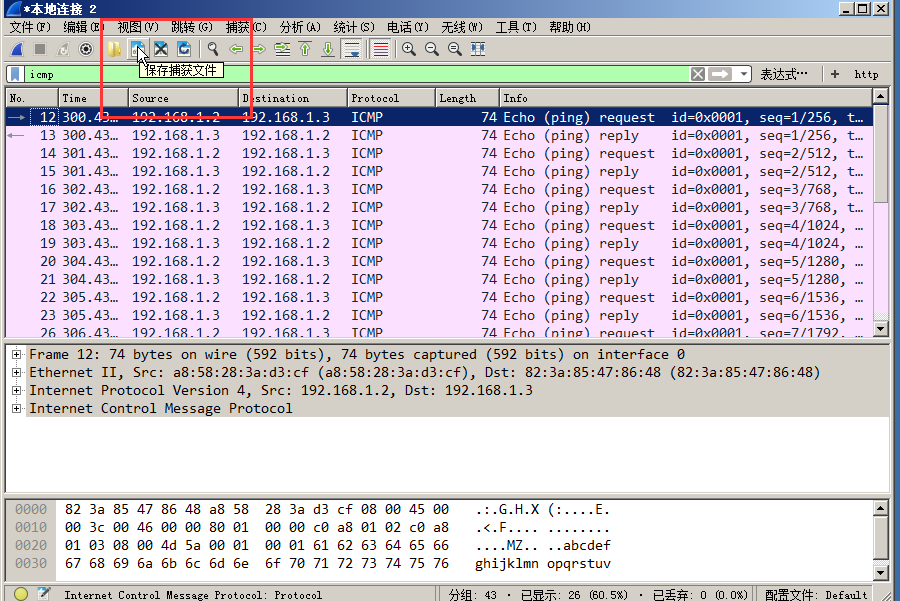 *本地连接 2
文件(F) 编辑(E) 视图(V) 跳转(G) 捕获(C) 分析(A) 统计(S) 电话(Y) 无线(W) 工具(T) 帮助(H)
保存捕获文件
icmp 表达式… + http
No. Time Source Destination Protocol Length Info
12 300.43… 192.168.1.2 192.168.1.3 ICMP 74 Echo (ping) request id=0x0001, seq=1/256, t…
13 300.43… 192.168.1.3 192.168.1.2 ICMP 74 Echo (ping) reply id=0x0001, seq=1/256, t…
14 301.43… 192.168.1.2 192.168.1.3 ICMP 74 Echo (ping) request id=0x0001, seq=2/512, t…
15 301.43… 192.168.1.3 192.168.1.2 ICMP 74 Echo (ping) reply id=0x0001, seq=2/512, t…
16 302.43… 192.168.1.2 192.168.1.3 ICMP 74 Echo (ping) request id=0x0001, seq=3/768, t…
17 302.43… 192.168.1.3 192.168.1.2 ICMP 74 Echo (ping) reply id=0x0001, seq=3/768, t…
18 303.43… 192.168.1.2 192.168.1.3 ICMP 74 Echo (ping) request id=0x0001, seq=4/1024, …
19 303.43… 192.168.1.3 192.168.1.2 ICMP 74 Echo (ping) reply id=0x0001, seq=4/1024, …
20 304.43… 192.168.1.2 192.168.1.3 ICMP 74 Echo (ping) request id=0x0001, seq=5/1280, …
21 304.43… 192.168.1.3 192.168.1.2 ICMP 74 Echo (ping) reply id=0x0001, seq=5/1280, …
22 305.43… 192.168.1.2 192.168.1.3 ICMP 74 Echo (ping) request id=0x0001, seq=6/1536, …
23 305.43… 192.168.1.3 192.168.1.2 ICMP 74 Echo (ping) reply id=0x0001, seq=6/1536, …
26 306.43… 192.168.1.2 192.168.1.3 ICMP 74 Echo (ping) request id=0x0001, seq=7/1792, …
Frame 12: 74 bytes on wire (592 bits), 74 bytes captured (592 bits) on interface 0
Ethernet II, Src: a8:58:28:3a:d3:cf (a8:58:28:3a:d3:cf), Dst: 82:3a:85:47:86:48 (82:3a:85:47:86:48)
Internet Protocol Version 4, Src: 192.168.1.2, Dst: 192.168.1.3
Internet Control Message Protocol
0000 82 3a 85 47 86 48 a8 58 28 3a d3 cf 08 00 45 00 .:.G.H.X (:....E.
0010 00 3c 00 46 00 00 80 01 00 00 c0 a8 01 02 c0 a8 .<.F.... ........
0020 01 03 08 00 4d 5a 00 01 00 01 61 62 63 64 65 66 ....MZ.. ..abcdef
0030 67 68 69 6a 6b 6c 6d 6e 6f 70 71 72 73 74 75 76 ghijklmn opqrstuv
Internet Control Message Protocol: Protocol 分组: 43 · 已显示: 26 (60.5%) · 已丢弃: 0 (0.0%) 配置文件: Default